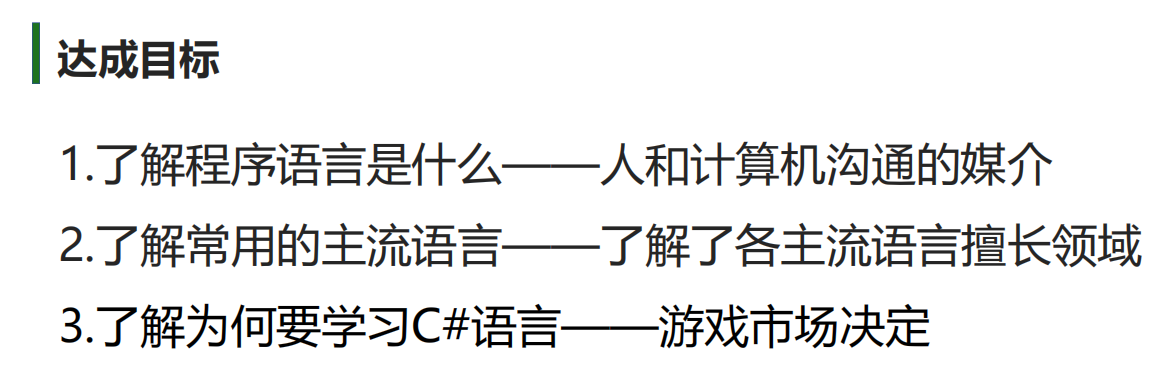 达成目标
1.了解程序语言是什么——人和计算机沟通的媒介
2.了解常用的主流语言——了解了各主流语言擅长领域
3.了解为何要学习C#语言——游戏市场决定